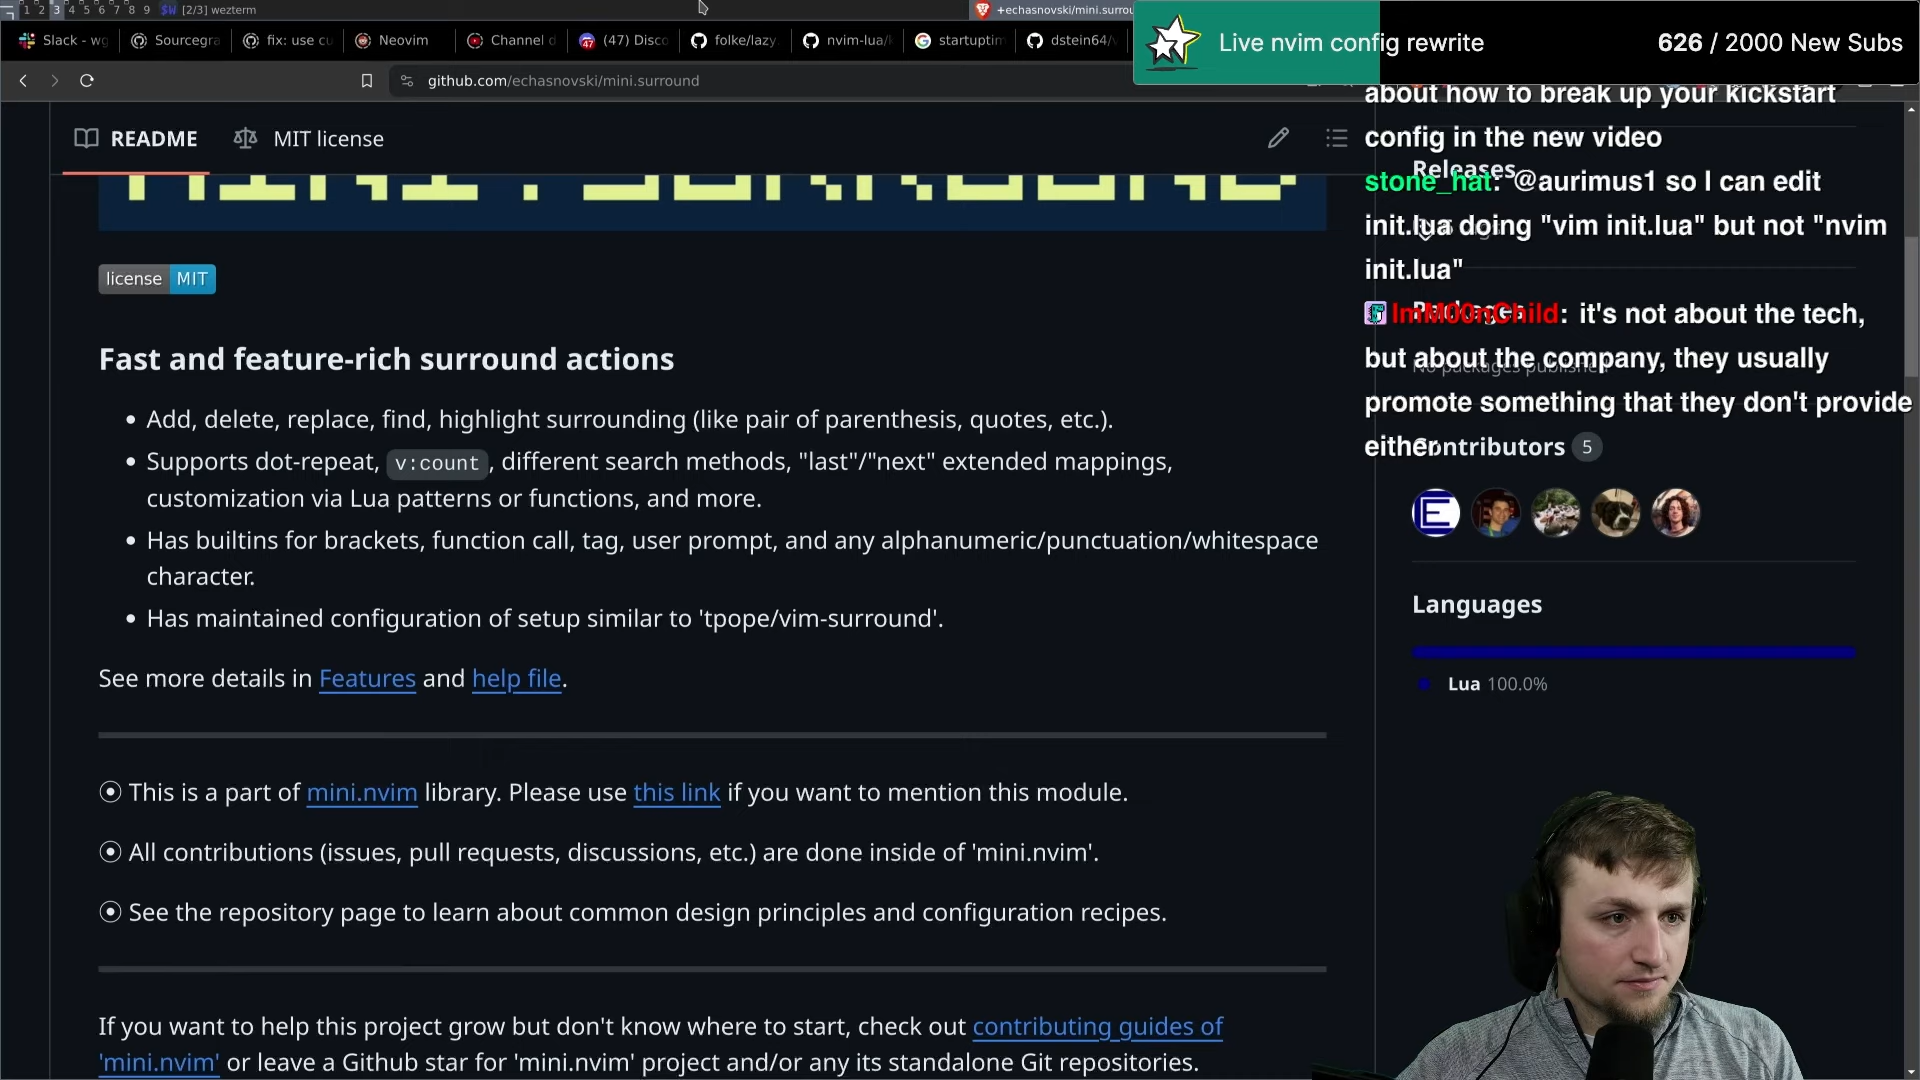 1 2 3 4 5 6 7 8 9 $W [2/3] wezterm
+echasnovski/mini.surrou
Slack - wg
Sourcegra
fix: use cu
Neovim
Channel d
(47) Disco
folke/lazy.
nvim-lua/k
startuptim
dstein64/v
github.com/echasnovski/mini.surround
Live nvim config rewrite
626 / 2000 New Subs
README
MIT license
MINI.SURROUND
license MIT
Fast and feature-rich surround actions
• Add, delete, replace, find, highlight surrounding (like pair of parenthesis, quotes, etc.).
• Supports dot-repeat, v:count, different search methods, "last"/"next" extended mappings,
customization via Lua patterns or functions, and more.
• Has builtins for brackets, function call, tag, user prompt, and any alphanumeric/punctuation/whitespace
character.
• Has maintained configuration of setup similar to 'tpope/vim-surround'.
See more details in Features and help file.
⦿ This is a part of mini.nvim library. Please use this link if you want to mention this module.
⦿ All contributions (issues, pull requests, discussions, etc.) are done inside of 'mini.nvim'.
⦿ See the repository page to learn about common design principles and configuration recipes.
If you want to help this project grow but don't know where to start, check out contributing guides of
'mini.nvim' or leave a Github star for 'mini.nvim' project and/or any its standalone Git repositories.
about how to break up your kickstart
config in the new video
stone_hat: @aurimus1 so I can edit
init.lua doing "vim init.lua" but not "nvim
init.lua"
ImM00nChild: it's not about the tech,
but about the company, they usually
promote something that they don't provide
either
Releases
Packages
No packages published
Contributors 5
Languages
Lua 100.0%